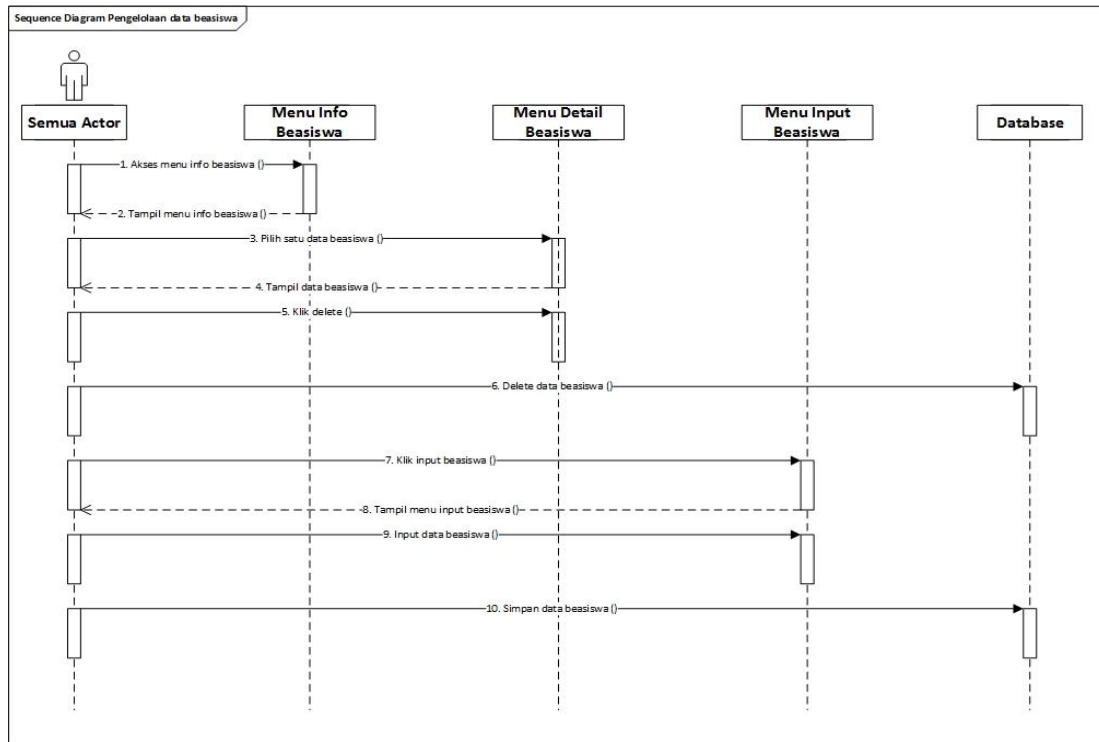 Sequence Diagram Pengelolaan data beasiswa
Semua Actor
Menu Info
Beasiswa
Menu Detail
Beasiswa
Menu Input
Beasiswa
Database
1. Akses menu info beasiswa ()
2. Tampil menu info beasiswa ()
3. Pilih satu data beasiswa ()
4. Tampil data beasiswa ()
5. Klik delete ()
6. Delete data beasiswa ()
7. Klik input beasiswa ()
8. Tampil menu input beasiswa ()
9. Input data beasiswa ()
10. Simpan data beasiswa ()